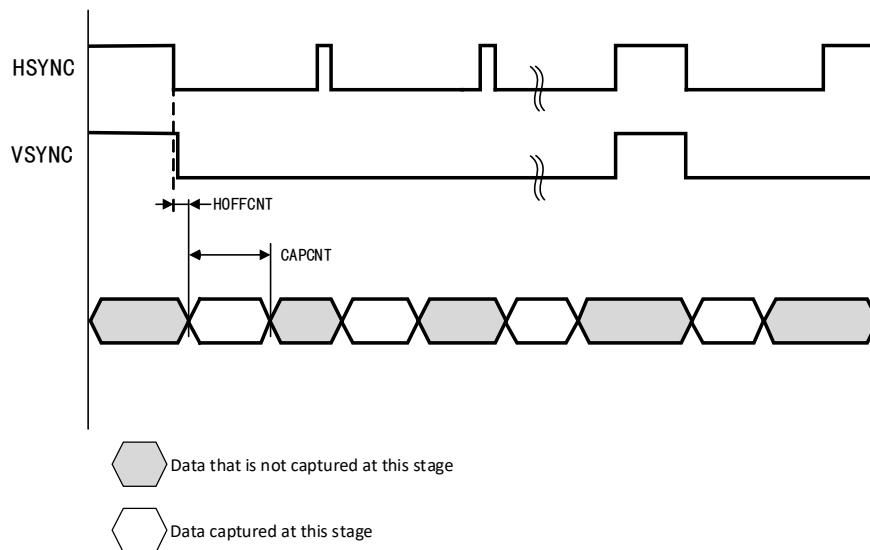 HSYNC
VSYNC
HOFFCNT
CAPCNT
Data that is not captured at this stage
Data captured at this stage